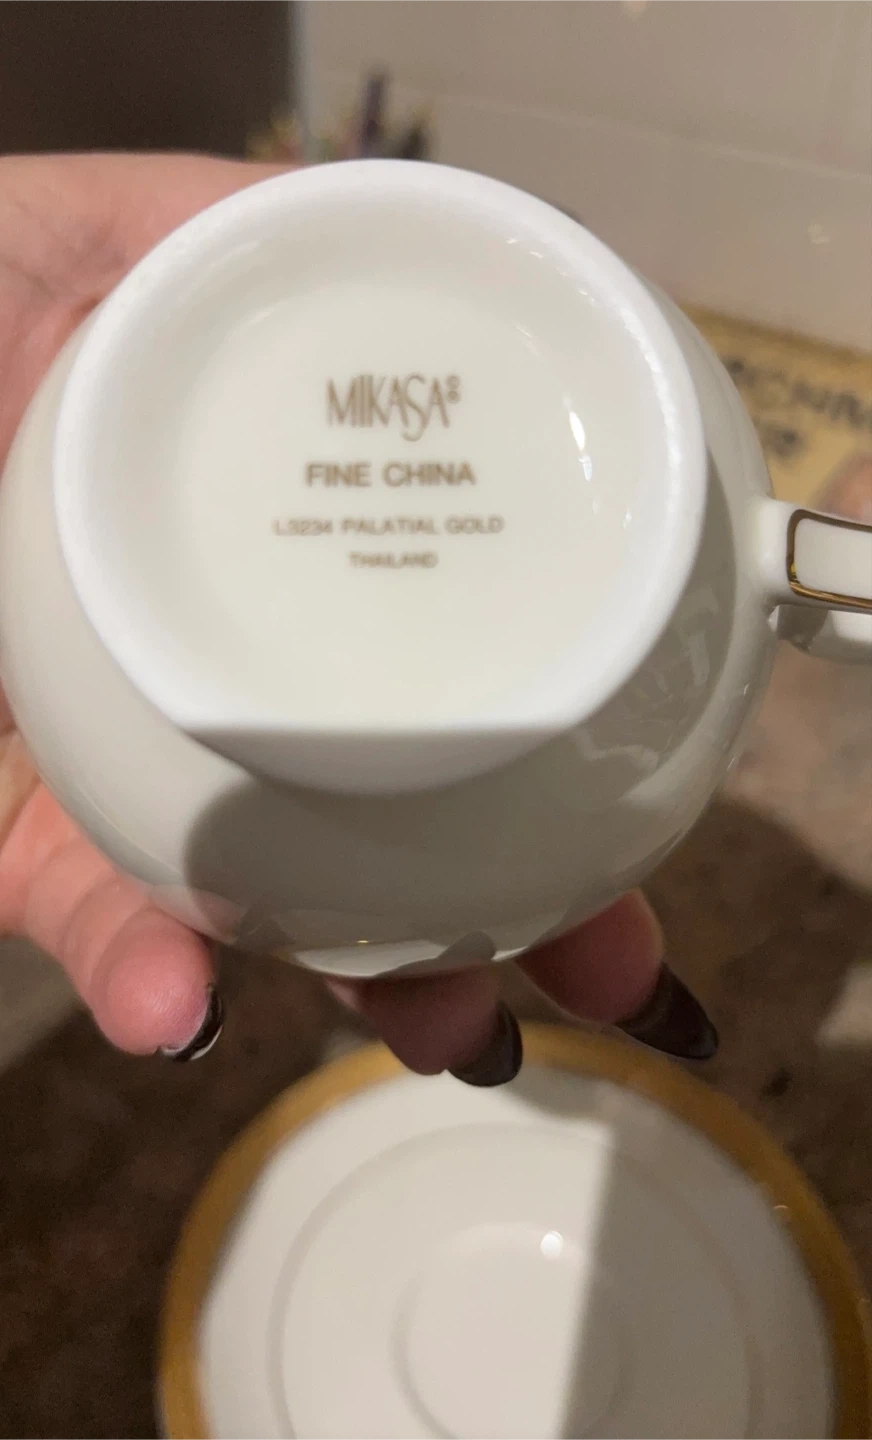 MIKASA®
FINE CHINA
L3234 PALATIAL GOLD
THAILAND